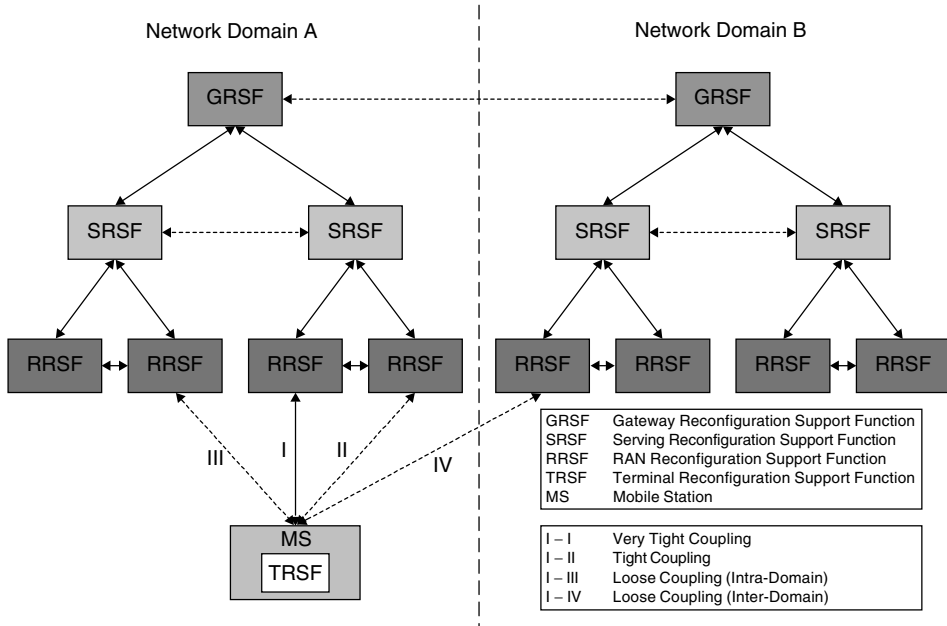 Network Domain A
Network Domain B
GRSF
GRSF
SRSF
SRSF
SRSF
SRSF
RRSF
RRSF
RRSF
RRSF
RRSF
RRSF
RRSF
RRSF
III
I
II
IV
MS
TRSF
GRSF Gateway Reconfiguration Support Function
SRSF Serving Reconfiguration Support Function
RRSF RAN Reconfiguration Support Function
TRSF Terminal Reconfiguration Support Function
MS Mobile Station
I – I Very Tight Coupling
I – II Tight Coupling
I – III Loose Coupling (Intra-Domain)
I – IV Loose Coupling (Inter-Domain)